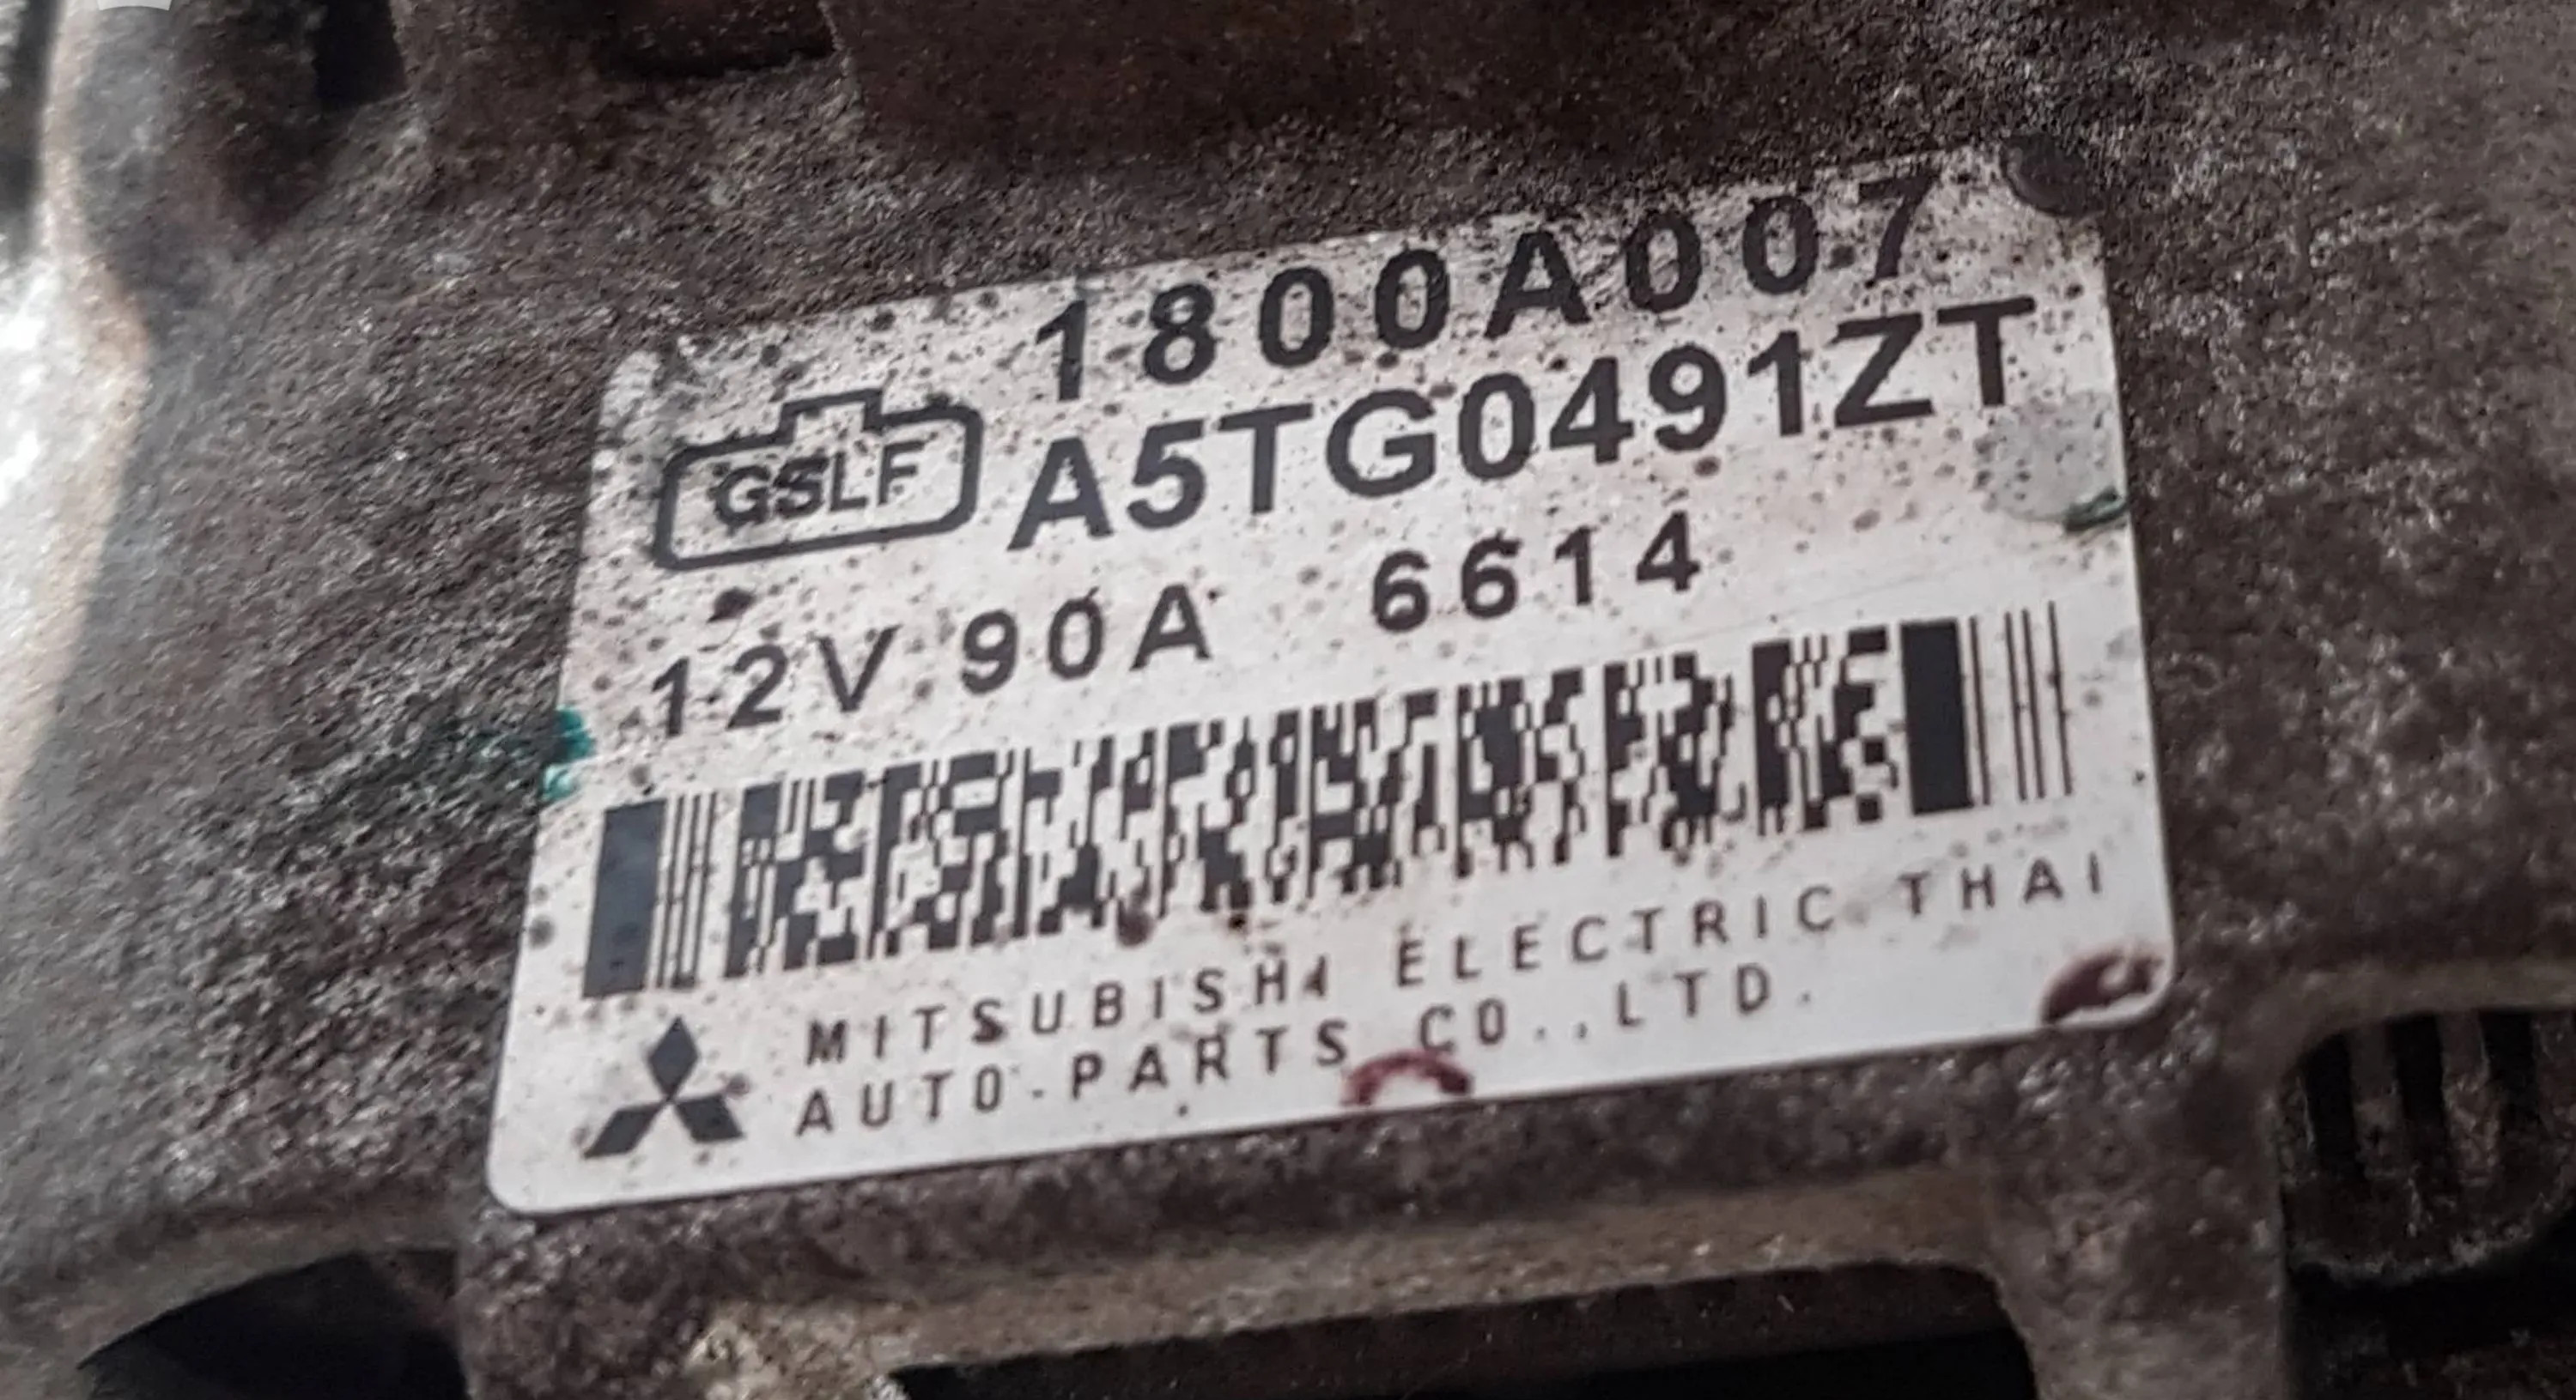 1800A007
GSLF A5TG0491ZT
12V 90A 6614
MITSUBISHI ELECTRIC THAI
AUTO-PARTS CO.,LTD.